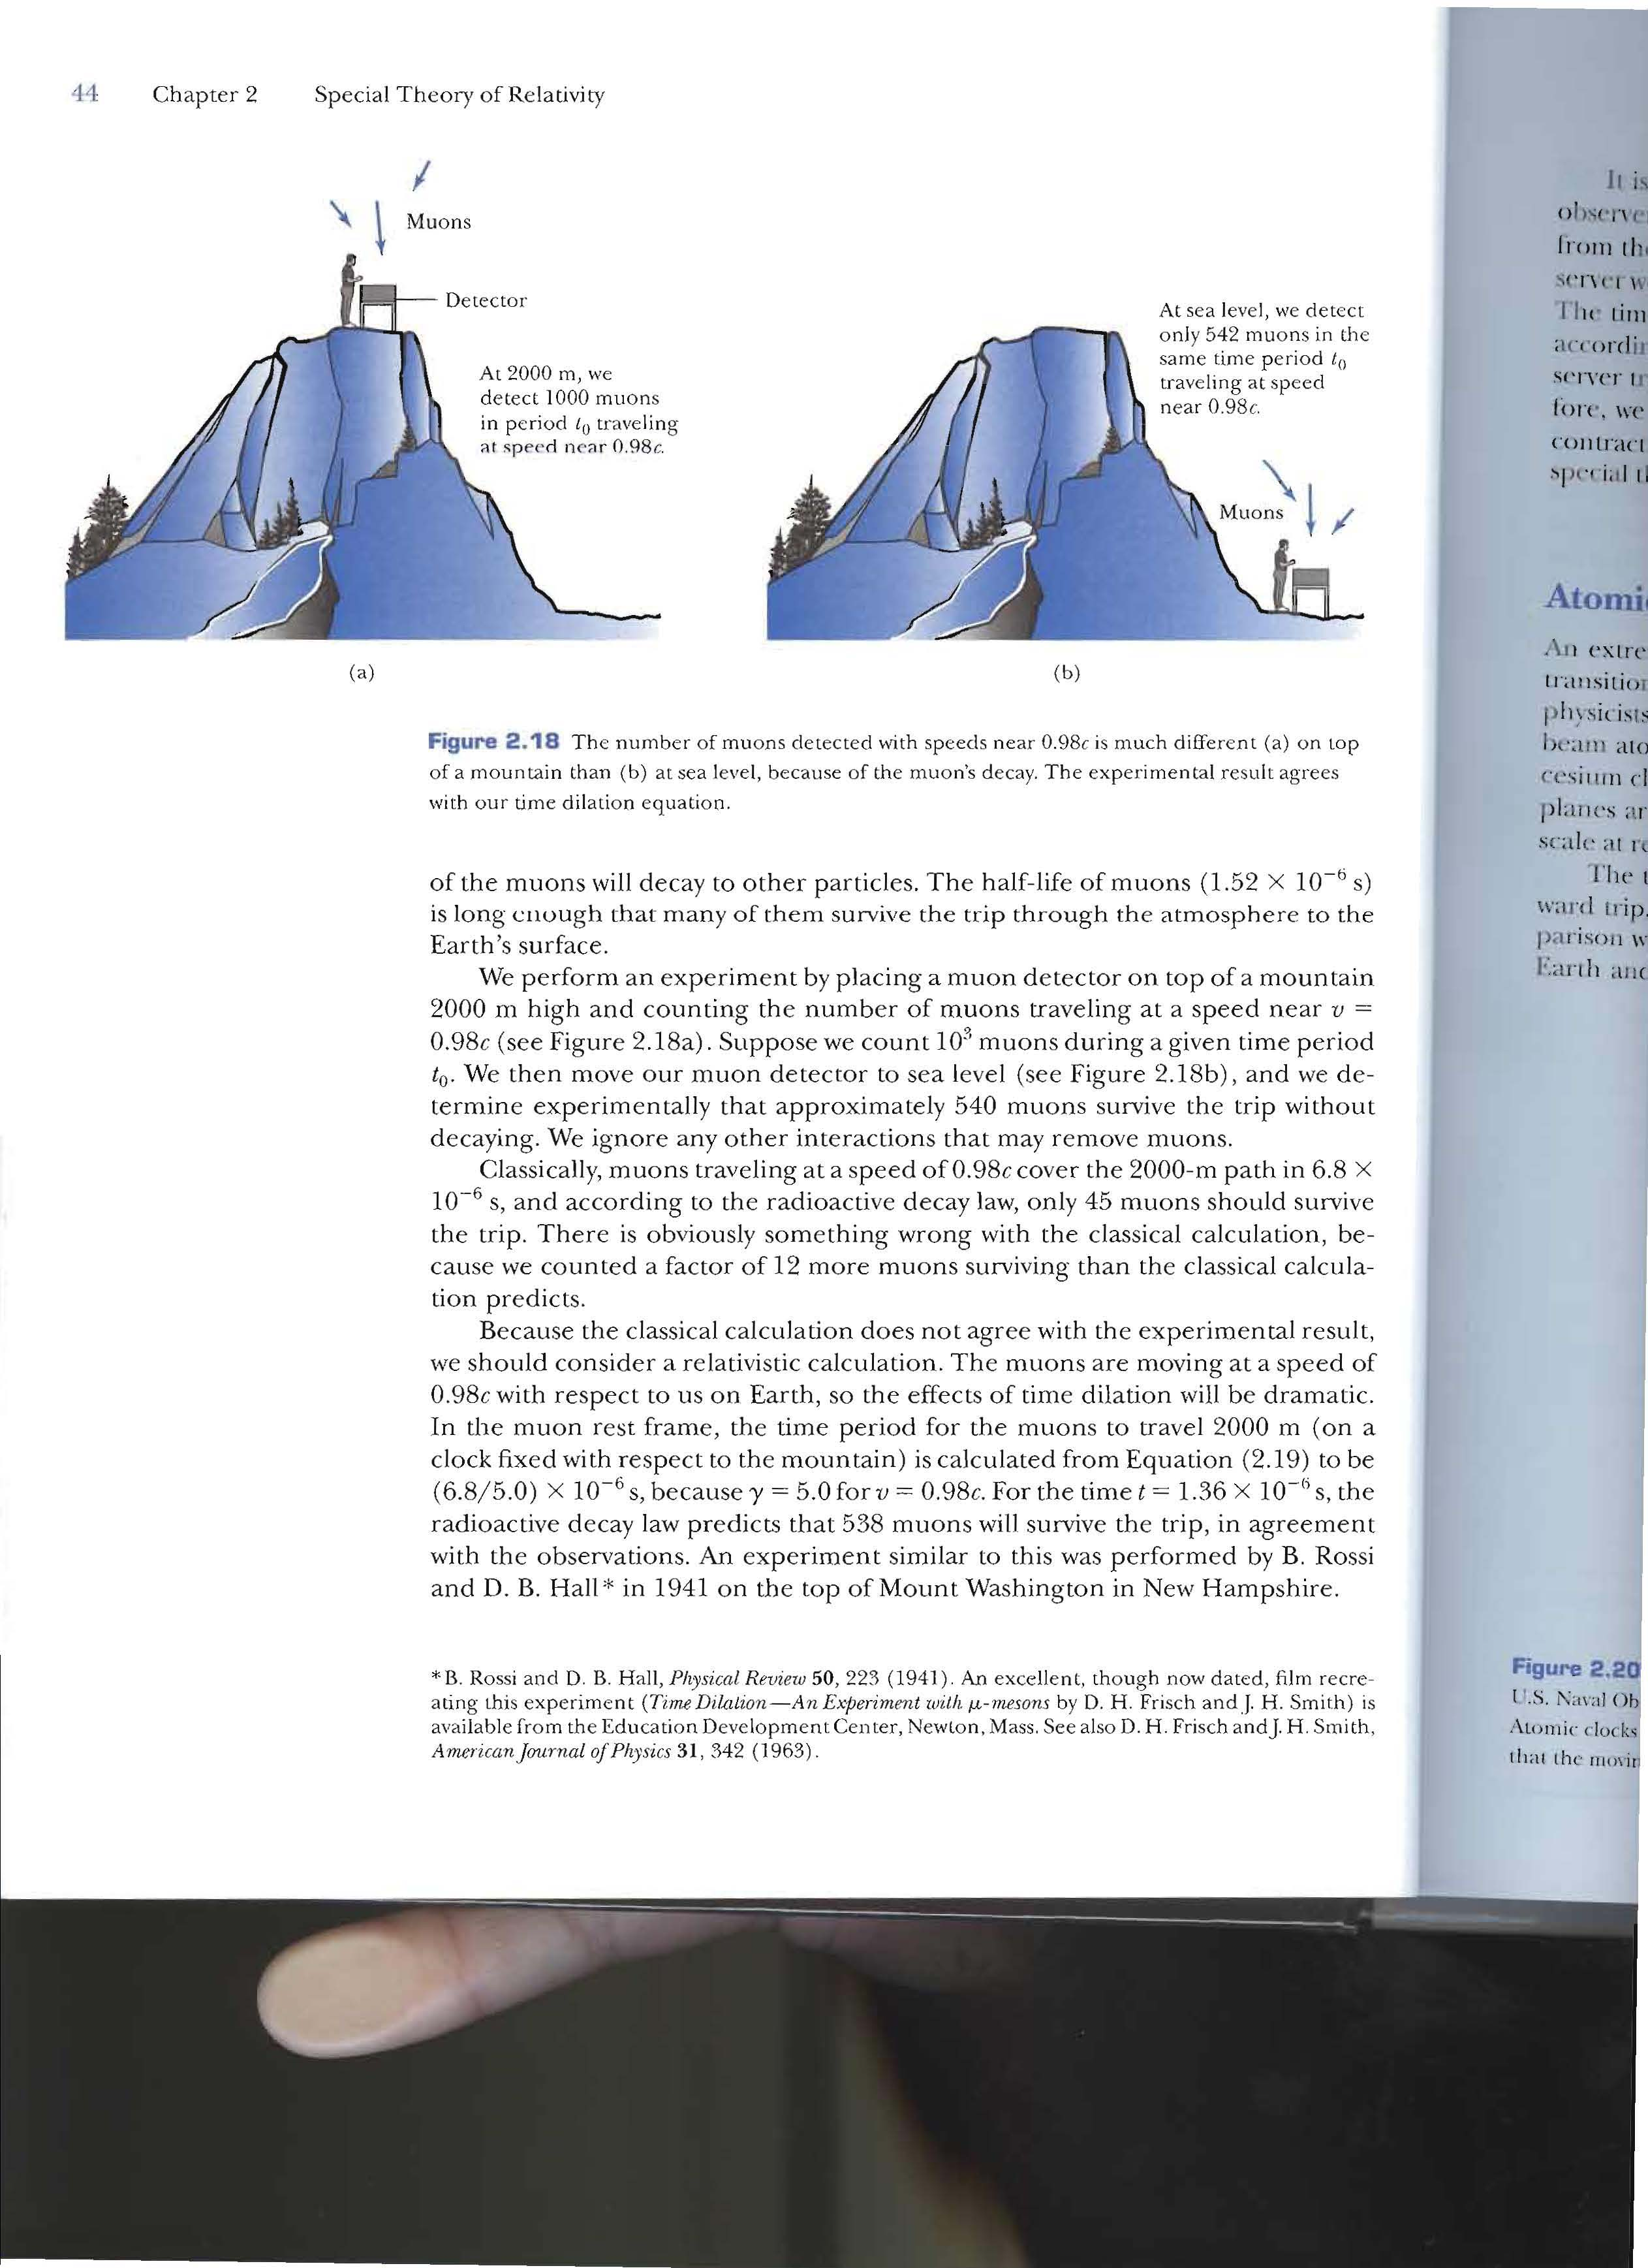 44 Chapter 2 Special Theory of Relativity
Muons
Detector
At 2000 m, we
detect 1000 muons
in period t₀ traveling
at speed near 0.98c.
(a)
At sea level, we detect
only 542 muons in the
same time period t₀
traveling at speed
near 0.98c.
Muons
(b)
Figure 2.18 The number of muons detected with speeds near 0.98c is much different (a) on top
of a mountain than (b) at sea level, because of the muon's decay. The experimental result agrees
with our time dilation equation.
of the muons will decay to other particles. The half-life of muons (1.52 × 10⁻⁶ s)
is long enough that many of them survive the trip through the atmosphere to the
Earth's surface.
We perform an experiment by placing a muon detector on top of a mountain
2000 m high and counting the number of muons traveling at a speed near v =
0.98c (see Figure 2.18a). Suppose we count 10³ muons during a given time period
t₀. We then move our muon detector to sea level (see Figure 2.18b), and we de-
termine experimentally that approximately 540 muons survive the trip without
decaying. We ignore any other interactions that may remove muons.
Classically, muons traveling at a speed of 0.98c cover the 2000-m path in 6.8 ×
10⁻⁶ s, and according to the radioactive decay law, only 45 muons should survive
the trip. There is obviously something wrong with the classical calculation, be-
cause we counted a factor of 12 more muons surviving than the classical calcula-
tion predicts.
Because the classical calculation does not agree with the experimental result,
we should consider a relativistic calculation. The muons are moving at a speed of
0.98c with respect to us on Earth, so the effects of time dilation will be dramatic.
In the muon rest frame, the time period for the muons to travel 2000 m (on a
clock fixed with respect to the mountain) is calculated from Equation (2.19) to be
(6.8/5.0) × 10⁻⁶ s, because γ = 5.0 for v = 0.98c. For the time t = 1.36 × 10⁻⁶ s, the
radioactive decay law predicts that 538 muons will survive the trip, in agreement
with the observations. An experiment similar to this was performed by B. Rossi
and D. B. Hall* in 1941 on the top of Mount Washington in New Hampshire.
*B. Rossi and D. B. Hall, Physical Review 50, 223 (1941). An excellent, though now dated, film recre-
ating this experiment (Time Dilation—An Experiment with μ-mesons by D. H. Frisch and J. H. Smith) is
available from the Education Development Center, Newton, Mass. See also D. H. Frisch and J. H. Smith,
American Journal of Physics 31, 342 (1963).
It is
from
The
fore, we
An
The
ward trip,
Earth
Figure 2.20
U.S. Naval Ob
Atomic clocks
that the